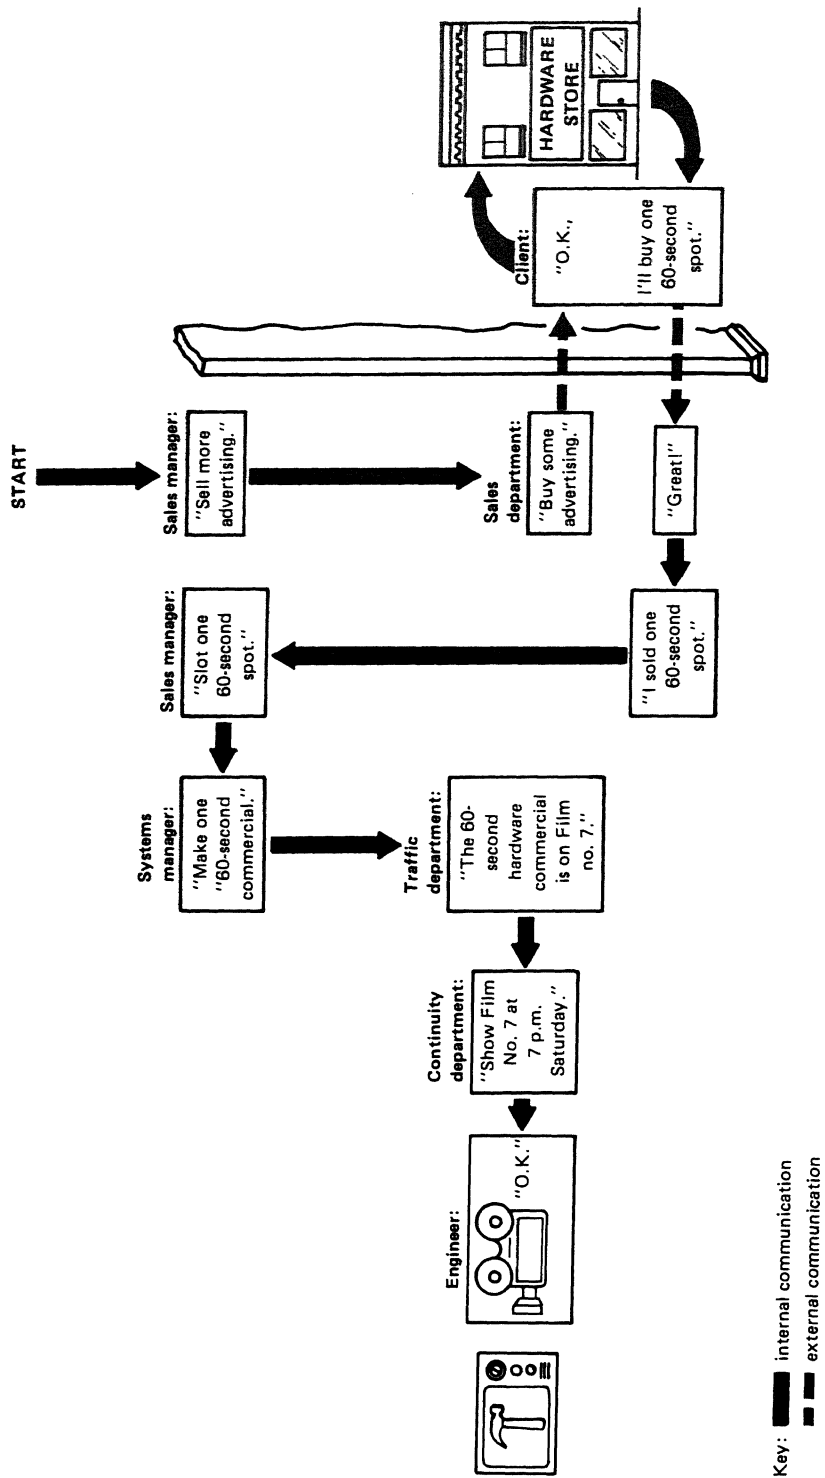 START
Sales manager:
"Sell more
advertising."
Sales
department:
"Buy some
advertising."
Client:
"O.K.,
I'll buy one
60-second
spot."
HARDWARE
STORE
"Great!"
"I sold one
60-second
spot."
Sales manager:
"Slot one
60-second
spot."
Systems
manager:
"Make one
"60-second
commercial."
Traffic
department:
"The 60-
second
hardware
commercial
is on Film
no. 7."
Continuity
department:
"Show Film
No. 7 at
7 p.m.
Saturday."
Engineer:
"O.K."
Key: internal communication
external communication